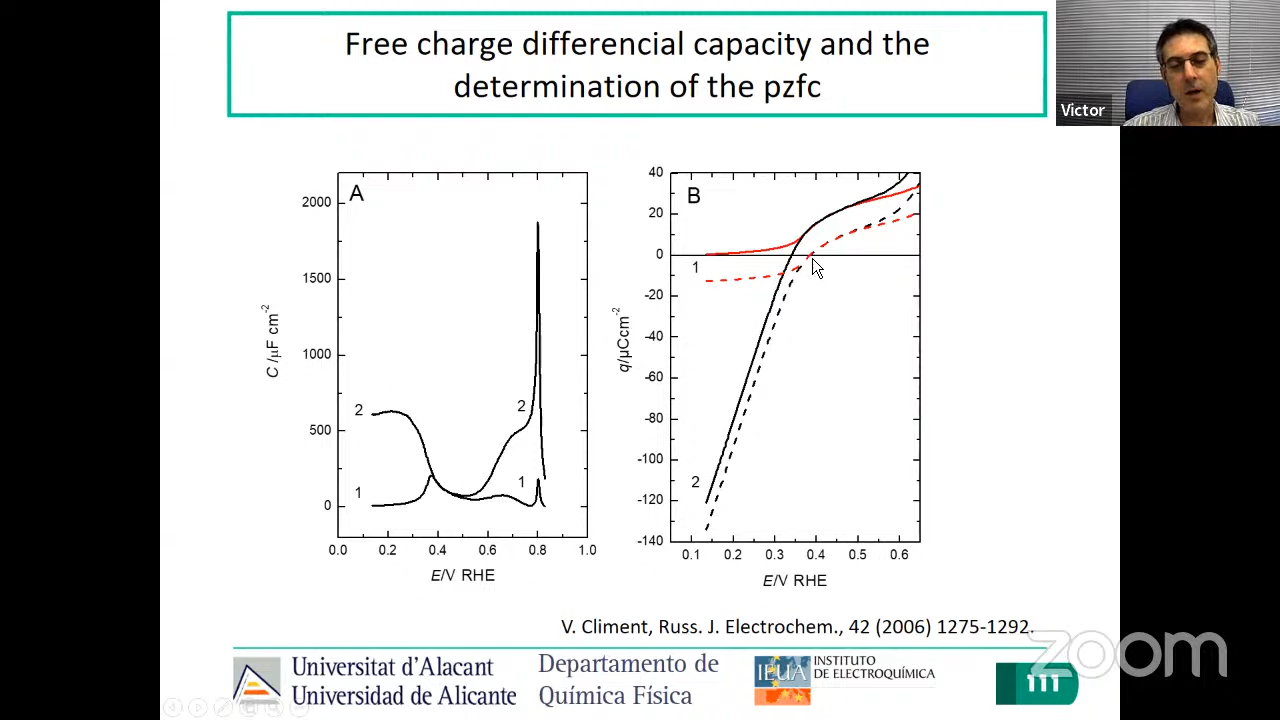 Free charge differencial capacity and the
determination of the pzfc
Victor
A
2000
1500
1000
500
0
C /μF cm-2
2
1
2
1
0.0 0.2 0.4 0.6 0.8 1.0
E/V RHE
B
40
20
0
-20
-40
-60
-80
-100
-120
-140
q/μCcm-2
1
2
0.1 0.2 0.3 0.4 0.5 0.6
E/V RHE
V. Climent, Russ. J. Electrochem., 42 (2006) 1275-1292.
Universitat d'Alacant
Universidad de Alicante
Departamento de
Química Física
IEUA
INSTITUTO
DE ELECTROQUÍMICA
111
zoom